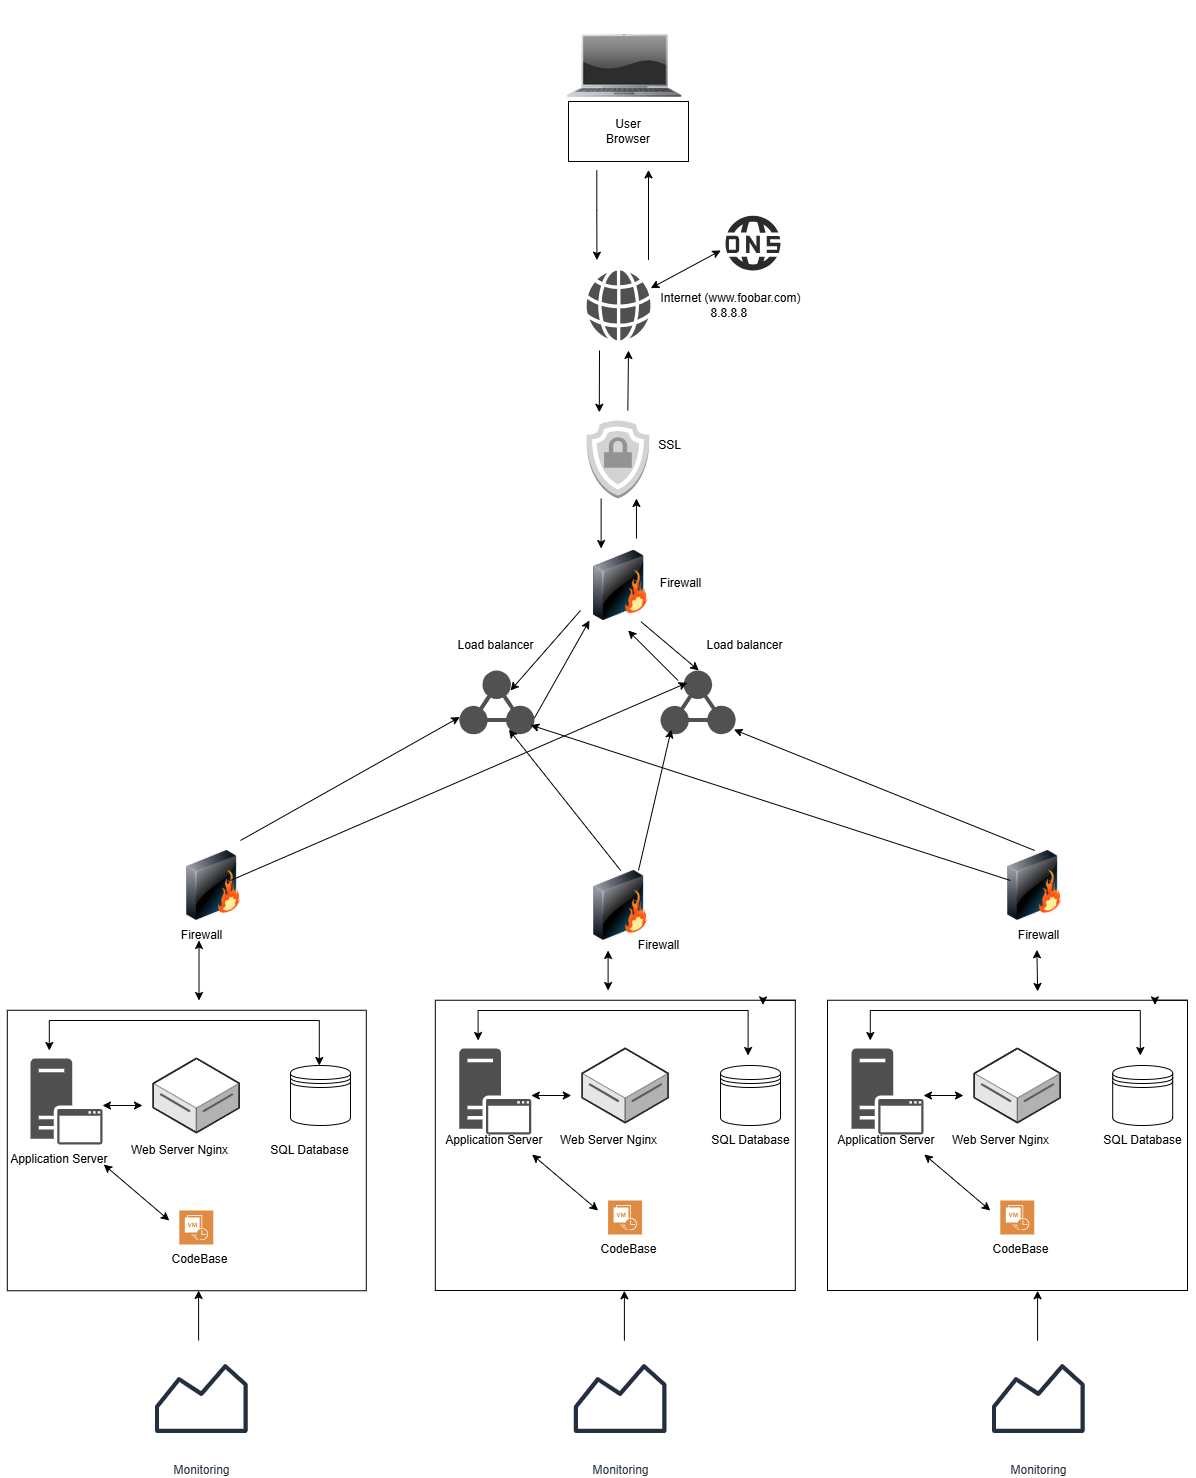 User
Browser
DNS
Internet (www.foobar.com)
8.8.8.8
SSL
Firewall
Load balancer
Load balancer
Firewall
Firewall
Firewall
Application Server
Web Server Nginx
SQL Database
VM
CodeBase
Application Server
Web Server Nginx
SQL Database
VM
CodeBase
Application Server
Web Server Nginx
SQL Database
VM
CodeBase
Monitoring
Monitoring
Monitoring